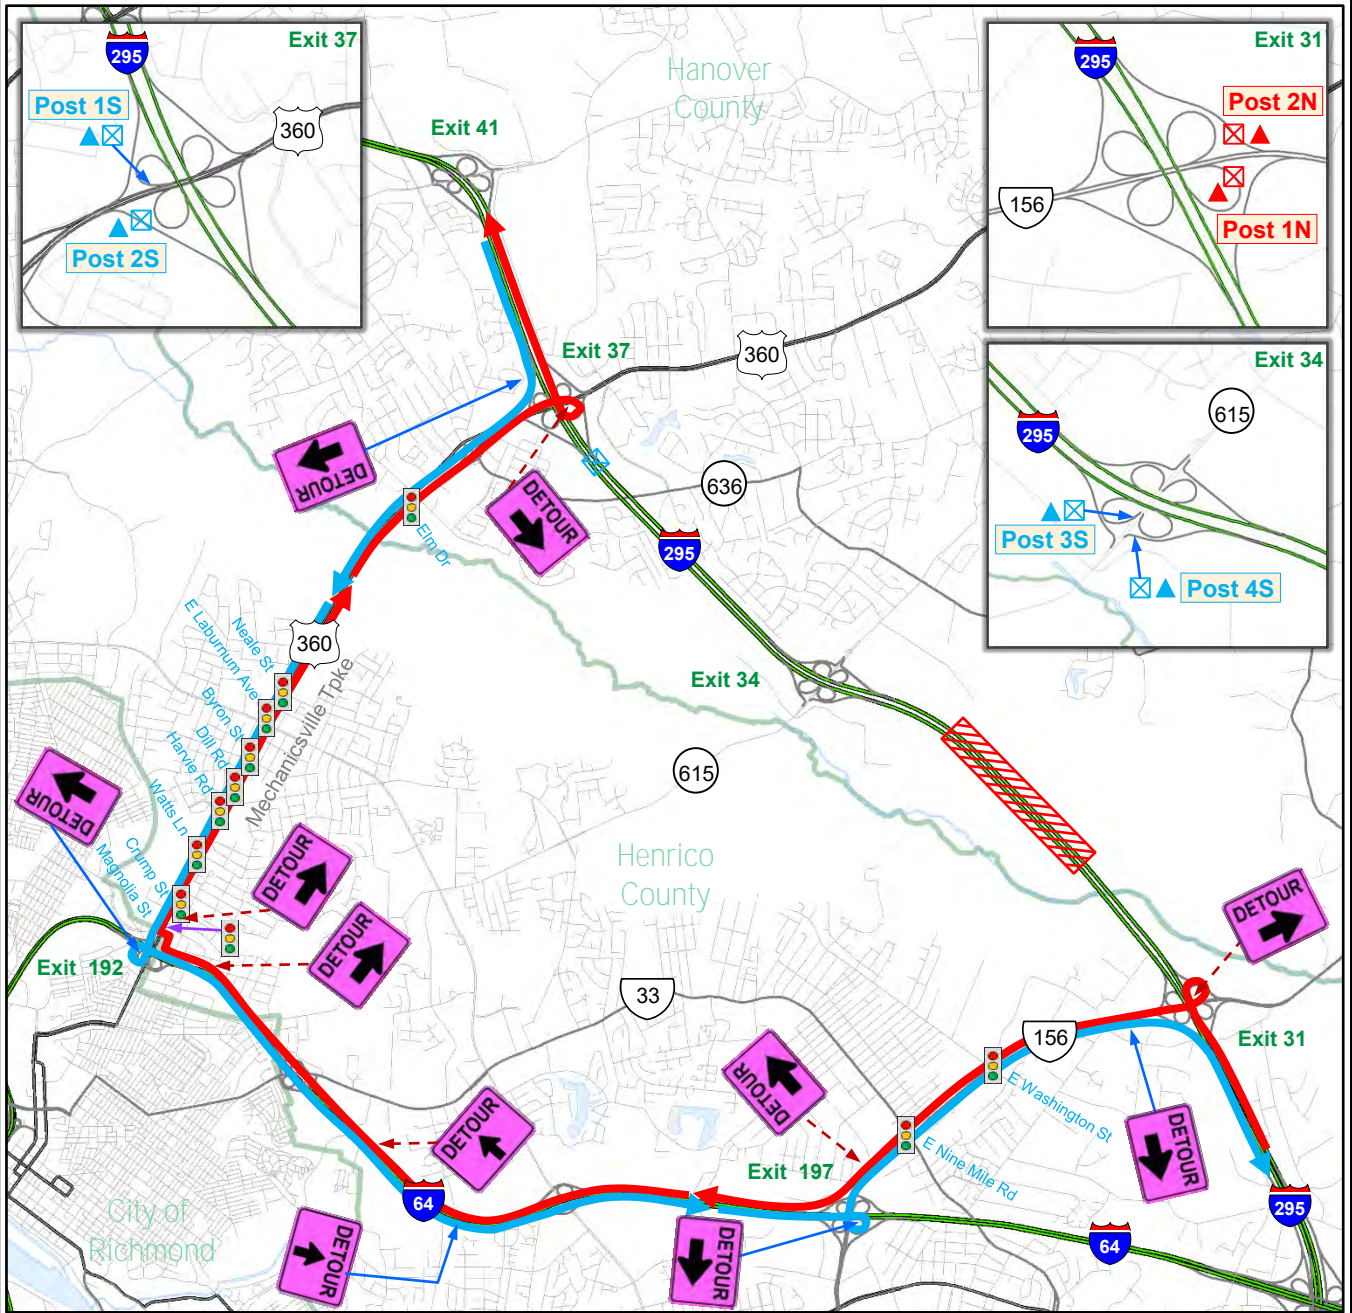 Exit 37
295
Post 1S
360
Post 2S
Hanover
County
Exit 41
Exit 31
295
Post 2N
156
Post 1N
Exit 37
360
Exit 34
615
295
Post 3S
Post 4S
DETOUR
DETOUR
636
Elm Dr
295
Neale St
E Laburnum Ave
360
Byron St
Dill Rd
Harvie Rd
Mechanicsville Tpke
Exit 34
Watts Ln
Crump St
Magnolia St
615
DETOUR
DETOUR
DETOUR
Henrico
County
DETOUR
Exit 192
33
156
Exit 31
E Washington St
DETOUR
DETOUR
DETOUR
E Nine Mile Rd
Exit 197
64
City of
Richmond
DETOUR
DETOUR
295
64